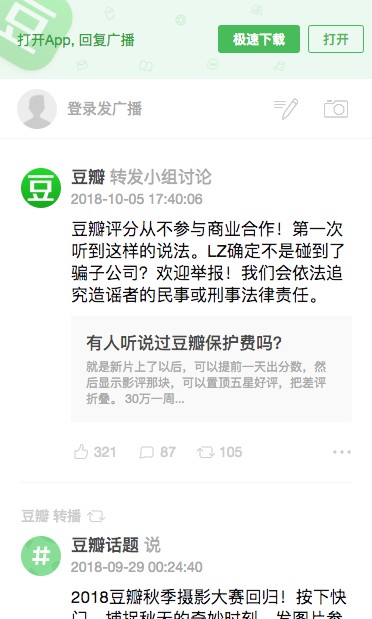 豆
打开App, 回复广播
极速下载
打开
登录发广播
豆
豆瓣 转发小组讨论
2018-10-05 17:40:06
豆瓣评分从不参与商业合作！第一次
听到这样的说法。LZ确定不是碰到了
骗子公司？欢迎举报！我们会依法追
究造谣者的民事或刑事法律责任。
有人听说过豆瓣保护费吗?
就是新片上了以后，可以提前一天出分数，然
后显示影评那块，可以置顶五星好评，把差评
折叠。 30万一周...
321
87
105
豆瓣 转播
#
豆瓣话题 说
2018-09-29 00:24:40
2018豆瓣秋季摄影大赛回归！按下快
门，捕捉秋天的奇妙时刻，发图片参